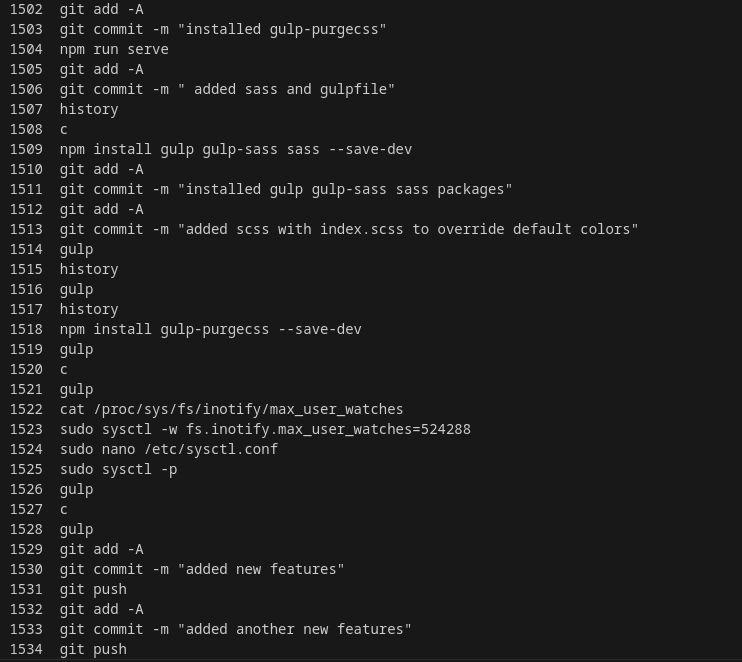 1502 git add -A
1503 git commit -m "installed gulp-purgecss"
1504 npm run serve
1505 git add -A
1506 git commit -m " added sass and gulpfile"
1507 history
1508 c
1509 npm install gulp gulp-sass sass --save-dev
1510 git add -A
1511 git commit -m "installed gulp gulp-sass sass packages"
1512 git add -A
1513 git commit -m "added scss with index.scss to override default colors"
1514 gulp
1515 history
1516 gulp
1517 history
1518 npm install gulp-purgecss --save-dev
1519 gulp
1520 c
1521 gulp
1522 cat /proc/sys/fs/inotify/max_user_watches
1523 sudo sysctl -w fs.inotify.max_user_watches=524288
1524 sudo nano /etc/sysctl.conf
1525 sudo sysctl -p
1526 gulp
1527 c
1528 gulp
1529 git add -A
1530 git commit -m "added new features"
1531 git push
1532 git add -A
1533 git commit -m "added another new features"
1534 git push